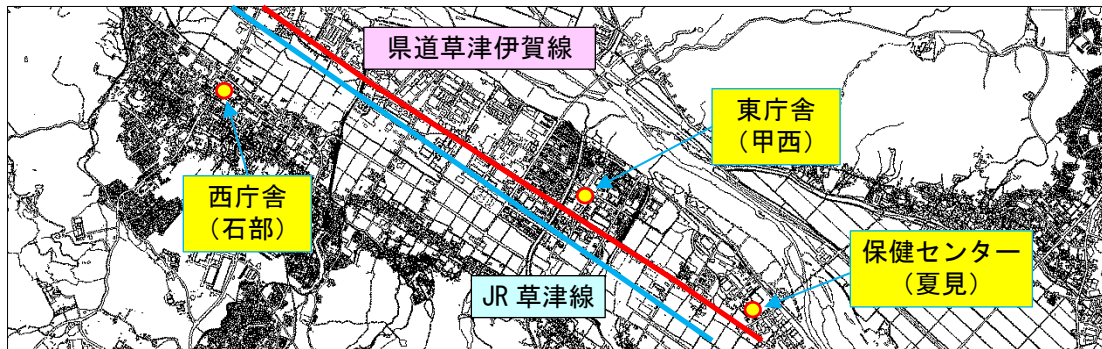 県道草津伊賀線
東庁舎
（甲西）
西庁舎
（石部）
保健センター
（夏見）
JR 草津線